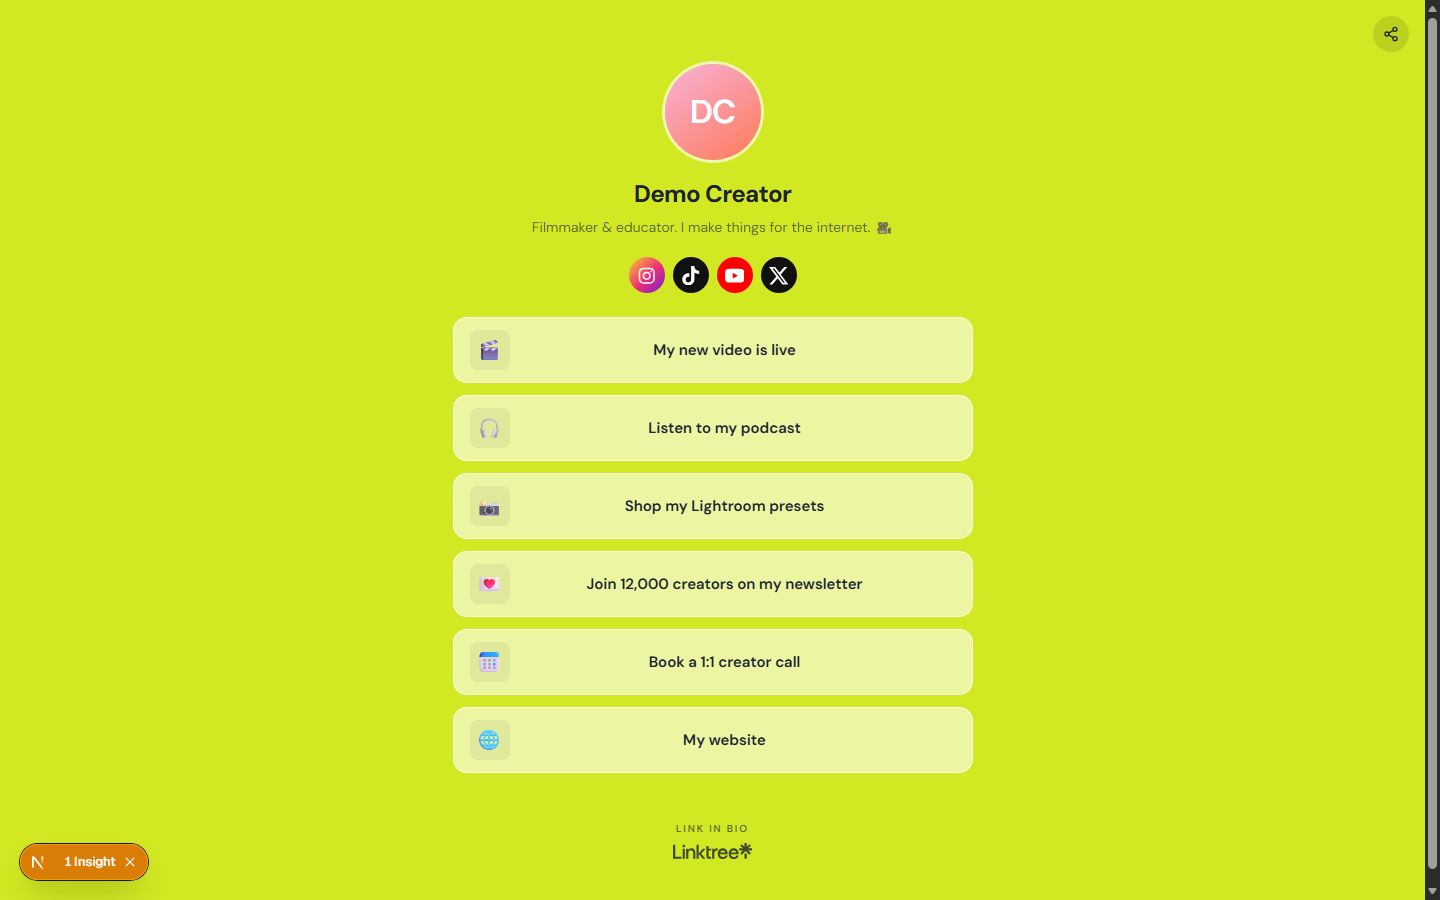 DC
Demo Creator
Filmmaker & educator. I make things for the internet. 🎥
My new video is live
Listen to my podcast
Shop my Lightroom presets
Join 12,000 creators on my newsletter
Book a 1:1 creator call
My website
LINK IN BIO
Linktree
N 1 Insight